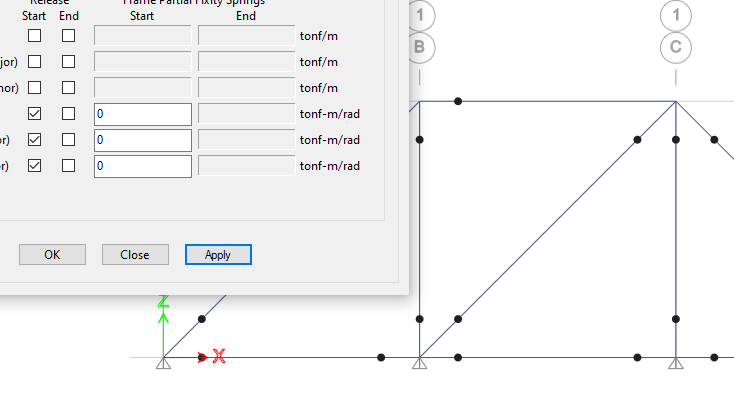 Release Frame Partial Fixity Springs
Start End Start End
tonf/m
jor) tonf/m
nor) tonf/m
0 tonf-m/rad
or) 0 tonf-m/rad
r) 0 tonf-m/rad
OK Close Apply
1 1
B C
Z
X